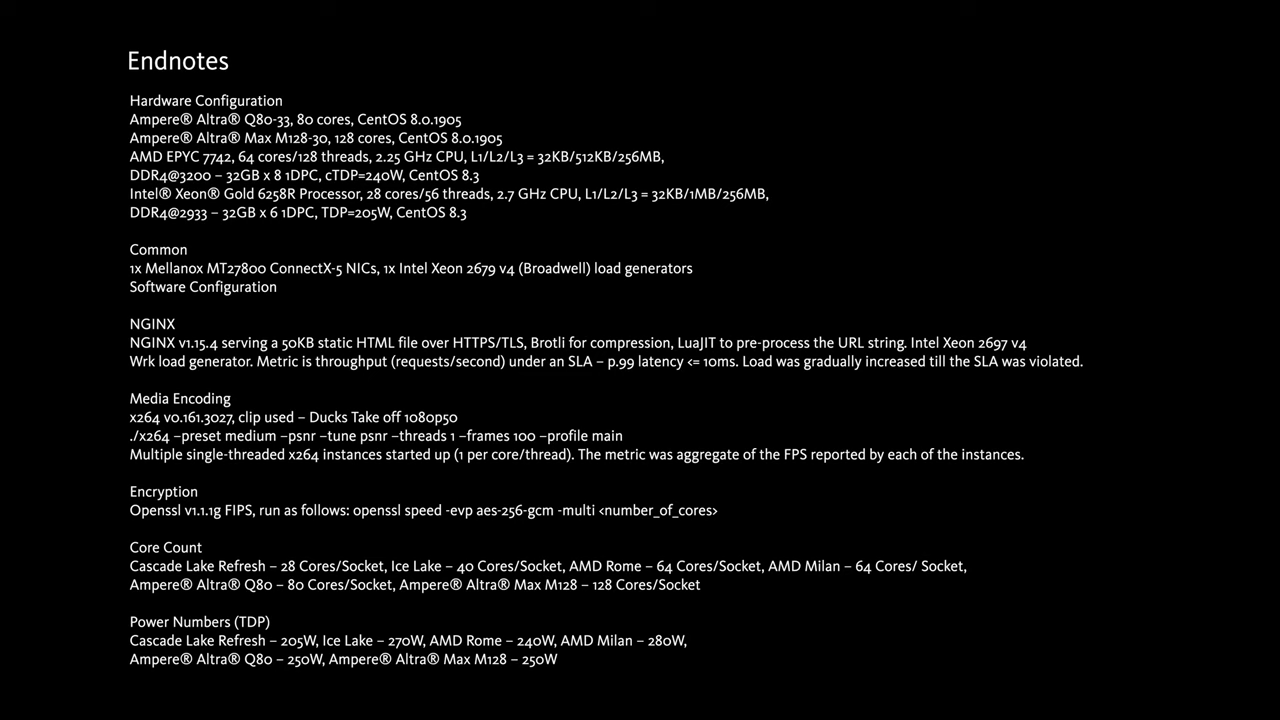 Endnotes
Hardware Configuration
Ampere® Altra® Q80-33, 80 cores, CentOS 8.0.1905
Ampere® Altra® Max M128-30, 128 cores, CentOS 8.0.1905
AMD EPYC 7742, 64 cores/128 threads, 2.25 GHz CPU, L1/L2/L3 = 32KB/512KB/256MB,
DDR4@3200 – 32GB x 8 1DPC, cTDP=240W, CentOS 8.3
Intel® Xeon® Gold 6258R Processor, 28 cores/56 threads, 2.7 GHz CPU, L1/L2/L3 = 32KB/1MB/256MB,
DDR4@2933 – 32GB x 6 1DPC, TDP=205W, CentOS 8.3
Common
1x Mellanox MT27800 ConnectX-5 NICs, 1x Intel Xeon 2679 v4 (Broadwell) load generators
Software Configuration
NGINX
NGINX v1.15.4 serving a 50KB static HTML file over HTTPS/TLS, Brotli for compression, LuaJIT to pre-process the URL string. Intel Xeon 2697 v4
Wrk load generator. Metric is throughput (requests/second) under an SLA – p.99 latency <= 10ms. Load was gradually increased till the SLA was violated.
Media Encoding
x264 v0.161.3027, clip used – Ducks Take off 1080p50
./x264 –preset medium –psnr –tune psnr –threads 1 –frames 100 –profile main
Multiple single-threaded x264 instances started up (1 per core/thread). The metric was aggregate of the FPS reported by each of the instances.
Encryption
Openssl v1.1.1g FIPS, run as follows: openssl speed -evp aes-256-gcm -multi <number_of_cores>
Core Count
Cascade Lake Refresh – 28 Cores/Socket, Ice Lake – 40 Cores/Socket, AMD Rome – 64 Cores/Socket, AMD Milan – 64 Cores/ Socket,
Ampere® Altra® Q80 – 80 Cores/Socket, Ampere® Altra® Max M128 – 128 Cores/Socket
Power Numbers (TDP)
Cascade Lake Refresh – 205W, Ice Lake – 270W, AMD Rome – 240W, AMD Milan – 280W,
Ampere® Altra® Q80 – 250W, Ampere® Altra® Max M128 – 250W